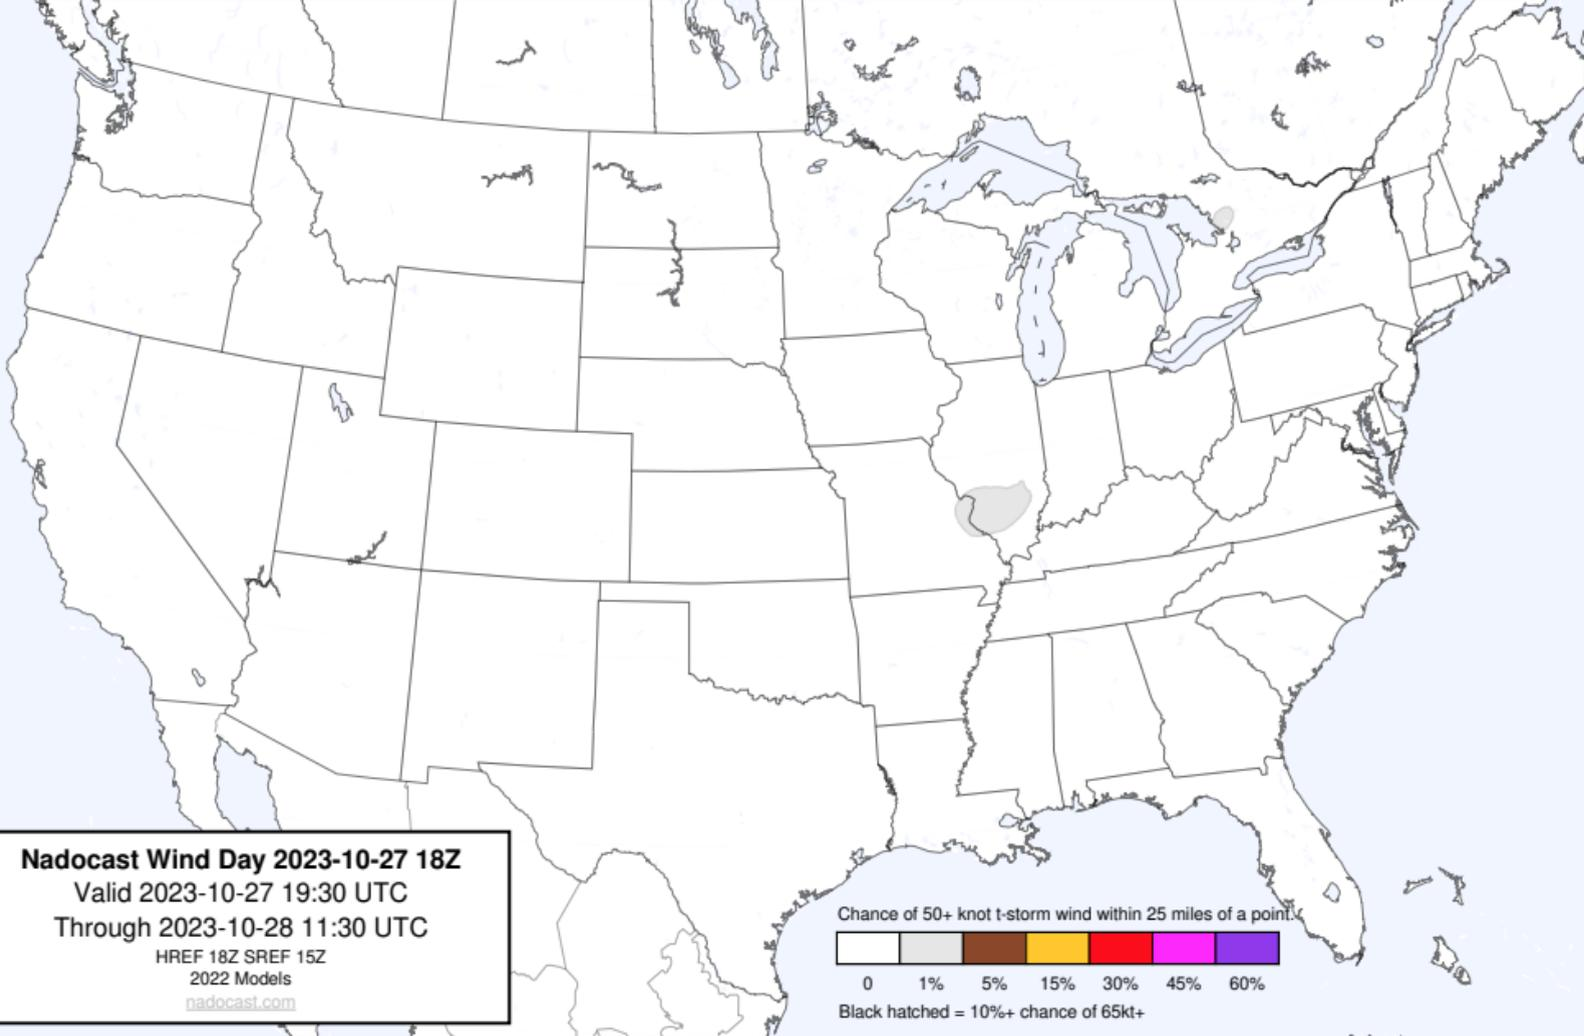 Nadocast Wind Day 2023-10-27 18Z
Valid 2023-10-27 19:30 UTC
Through 2023-10-28 11:30 UTC
HREF 18Z SREF 15Z
2022 Models
nadocast.com
Chance of 50+ knot t-storm wind within 25 miles of a point.
0 1% 5% 15% 30% 45% 60%
Black hatched = 10%+ chance of 65kt+